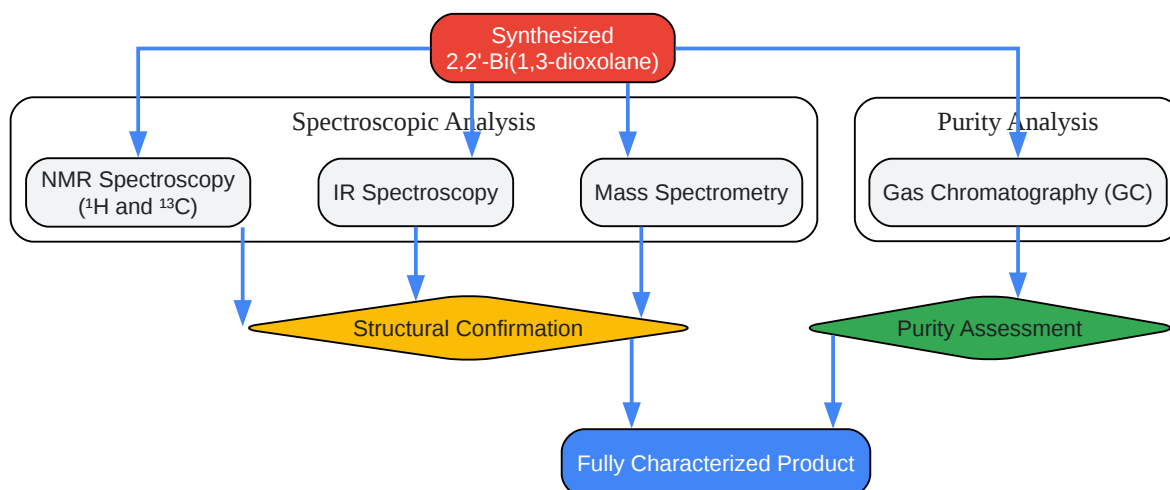 Synthesized
2,2'-Bi(1,3-dioxolane)
Spectroscopic Analysis
Purity Analysis
NMR Spectroscopy
(¹H and ¹³C)
IR Spectroscopy
Mass Spectrometry
Gas Chromatography (GC)
Structural Confirmation
Purity Assessment
Fully Characterized Product